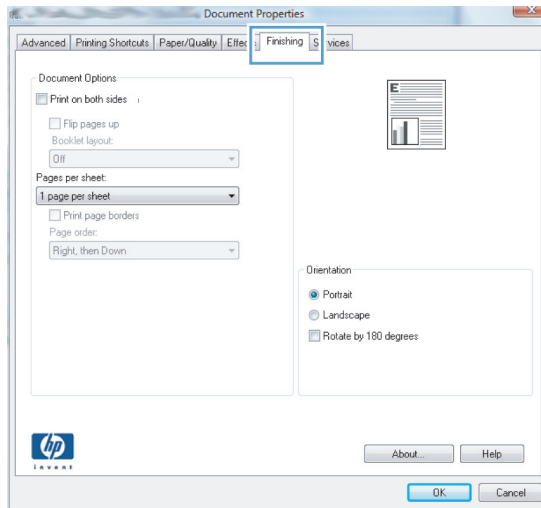 Document Properties
Advanced Printing Shortcuts Paper/Quality Finishing
Document Options
Print on both sides
Flip pages up
Booklet layout:
Off
Pages per sheet:
1 page per sheet
Print page borders
Page order:
Right, then Down
E
Orientation
Portrait
Landscape
Rotate by 180 degrees
hp
invent
About... Help
OK Cancel